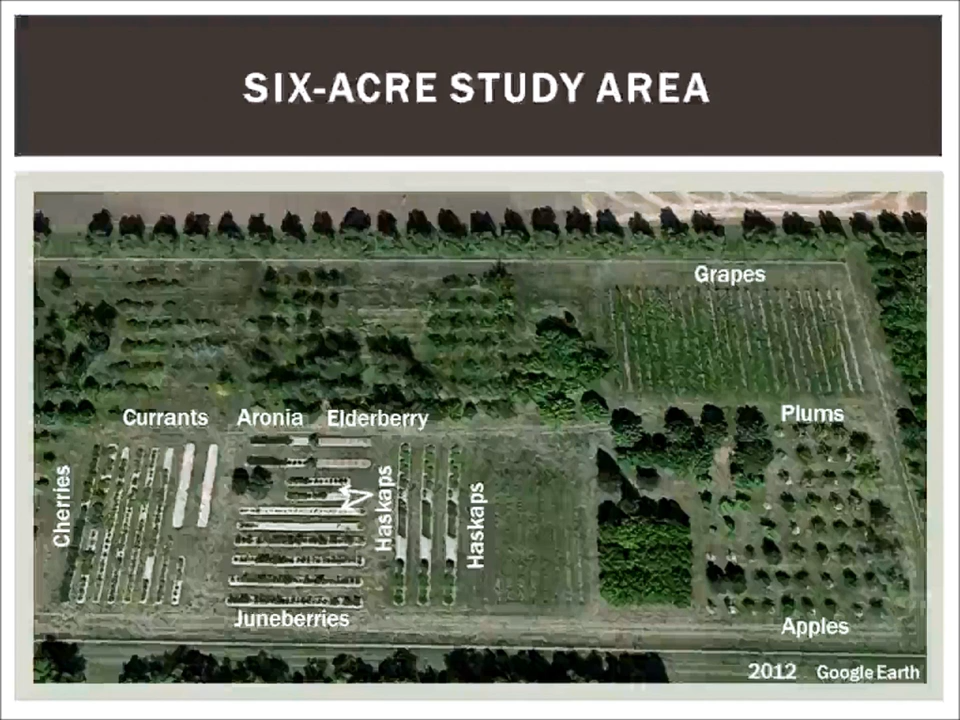 SIX-ACRE STUDY AREA
Grapes
Currants Aronia Elderberry Plums
Cherries
Haskaps
Haskaps
Juneberries
Apples
2012 Google Earth